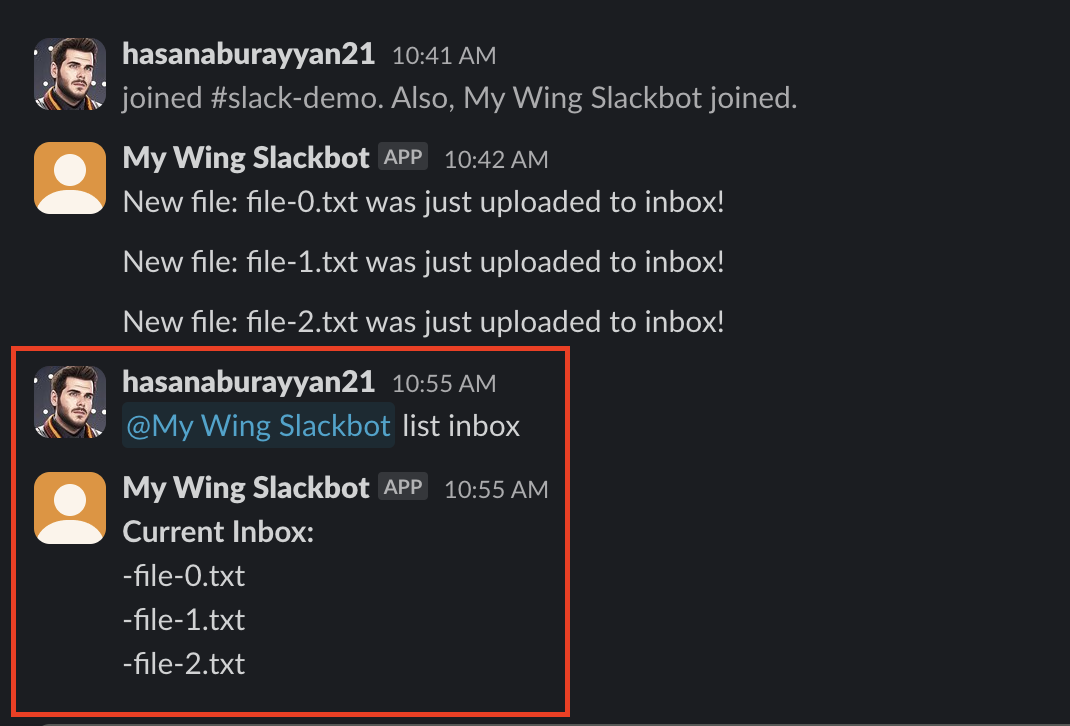 hasanaburayyan21 10:41 AM
joined #slack-demo. Also, My Wing Slackbot joined.
My Wing Slackbot APP 10:42 AM
New file: file-0.txt was just uploaded to inbox!
New file: file-1.txt was just uploaded to inbox!
New file: file-2.txt was just uploaded to inbox!
hasanaburayyan21 10:55 AM
@My Wing Slackbot list inbox
My Wing Slackbot APP 10:55 AM
Current Inbox:
-file-0.txt
-file-1.txt
-file-2.txt